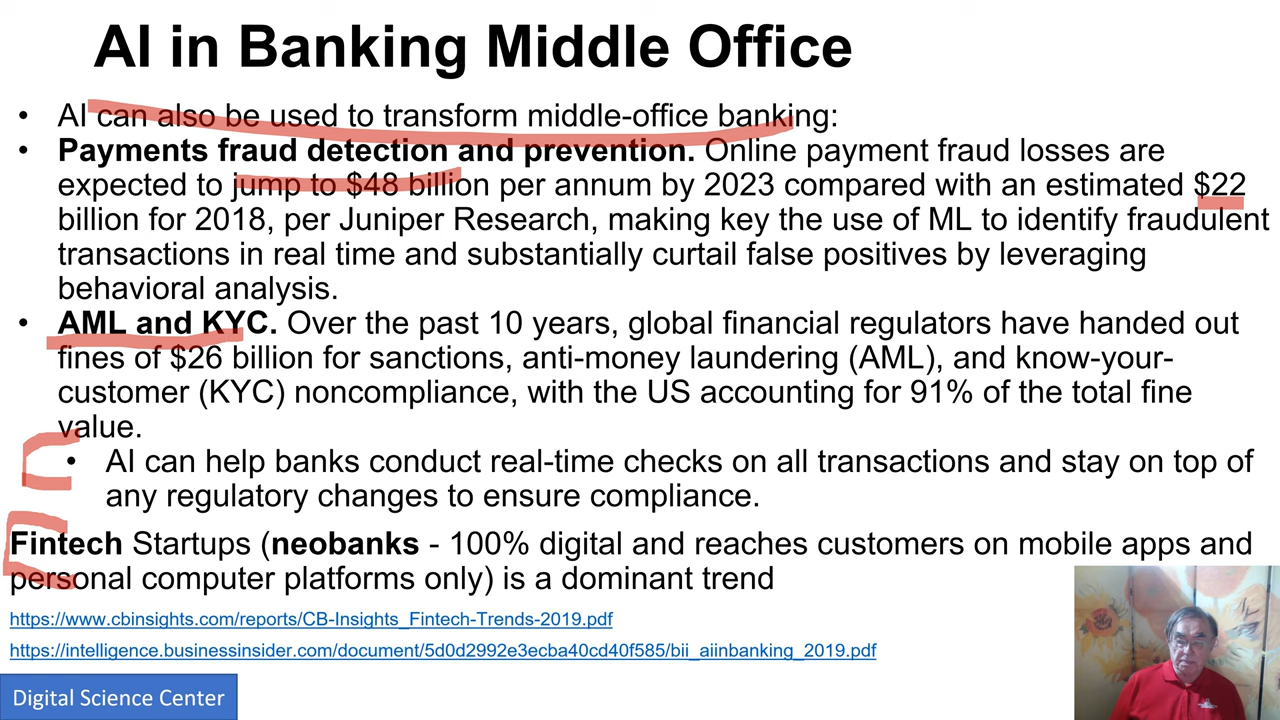 AI in Banking Middle Office
• AI can also be used to transform middle-office banking:
• Payments fraud detection and prevention. Online payment fraud losses are
expected to jump to $48 billion per annum by 2023 compared with an estimated $22
billion for 2018, per Juniper Research, making key the use of ML to identify fraudulent
transactions in real time and substantially curtail false positives by leveraging
behavioral analysis.
• AML and KYC. Over the past 10 years, global financial regulators have handed out
fines of $26 billion for sanctions, anti-money laundering (AML), and know-your-
customer (KYC) noncompliance, with the US accounting for 91% of the total fine
value.
• AI can help banks conduct real-time checks on all transactions and stay on top of
any regulatory changes to ensure compliance.
Fintech Startups (neobanks - 100% digital and reaches customers on mobile apps and
personal computer platforms only) is a dominant trend
https://www.cbinsights.com/reports/CB-Insights_Fintech-Trends-2019.pdf
https://intelligence.businessinsider.com/document/5d0d2992e3ecba40cd40f585/bii_aiinbanking_2019.pdf
Digital Science Center